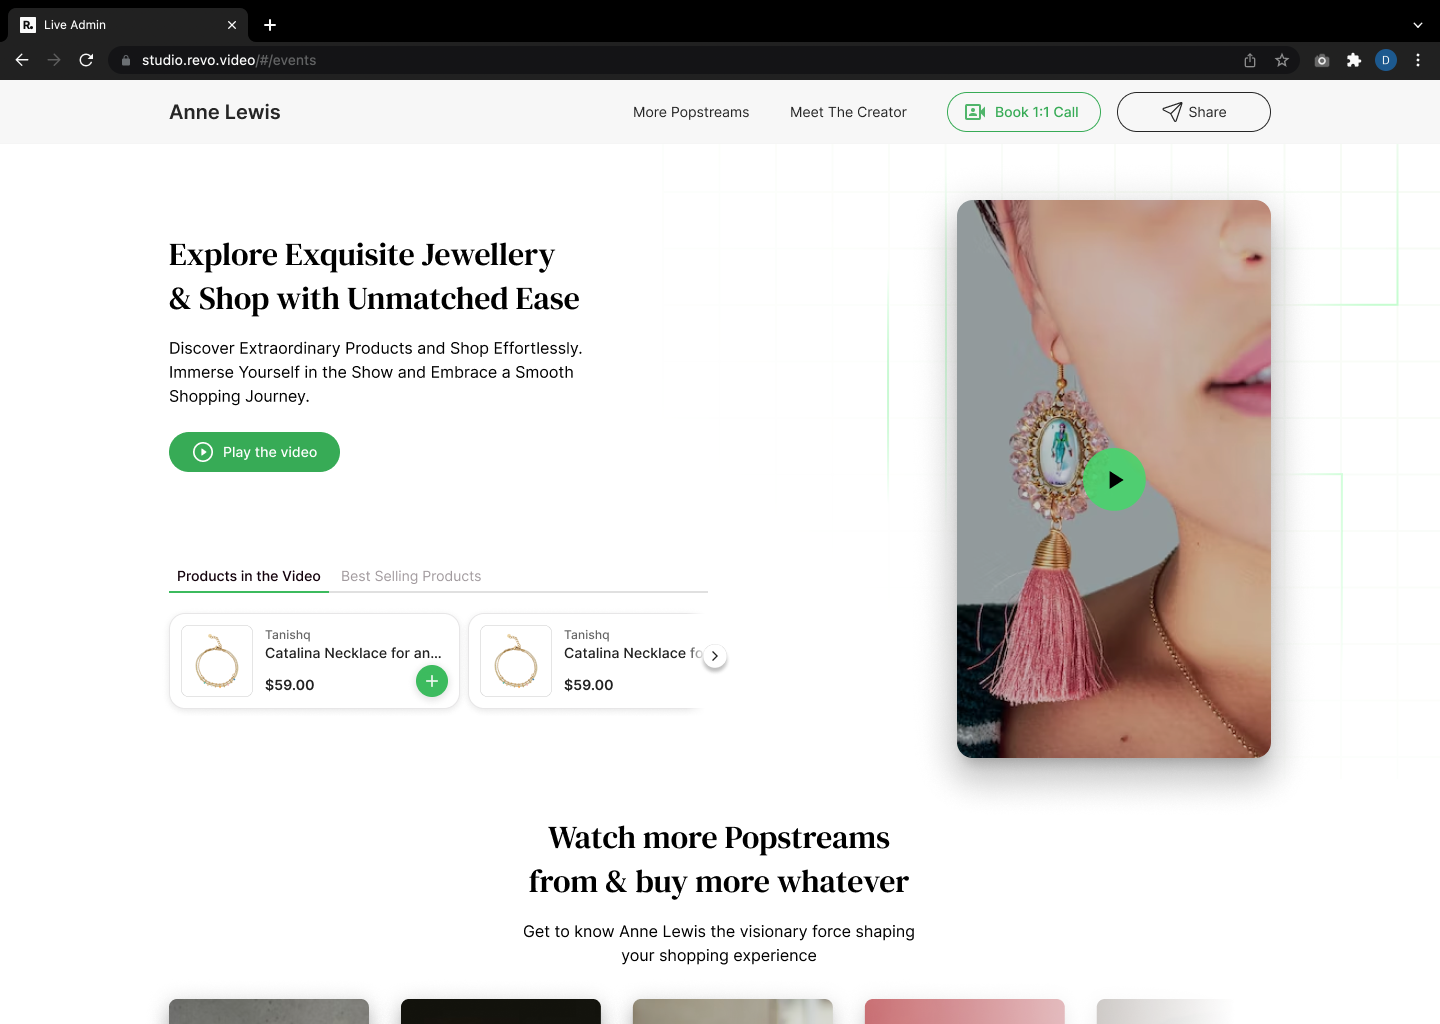 R.
Live Admin
studio.revo.video/#/events
D
Anne Lewis
More Popstreams
Meet The Creator
Book 1:1 Call
Share
Explore Exquisite Jewellery
& Shop with Unmatched Ease
Discover Extraordinary Products and Shop Effortlessly.
Immerse Yourself in the Show and Embrace a Smooth
Shopping Journey.
Play the video
Products in the Video
Best Selling Products
Tanishq
Catalina Necklace for an...
$59.00
Tanishq
Catalina Necklace fo
$59.00
Watch more Popstreams
from & buy more whatever
Get to know Anne Lewis the visionary force shaping
your shopping experience